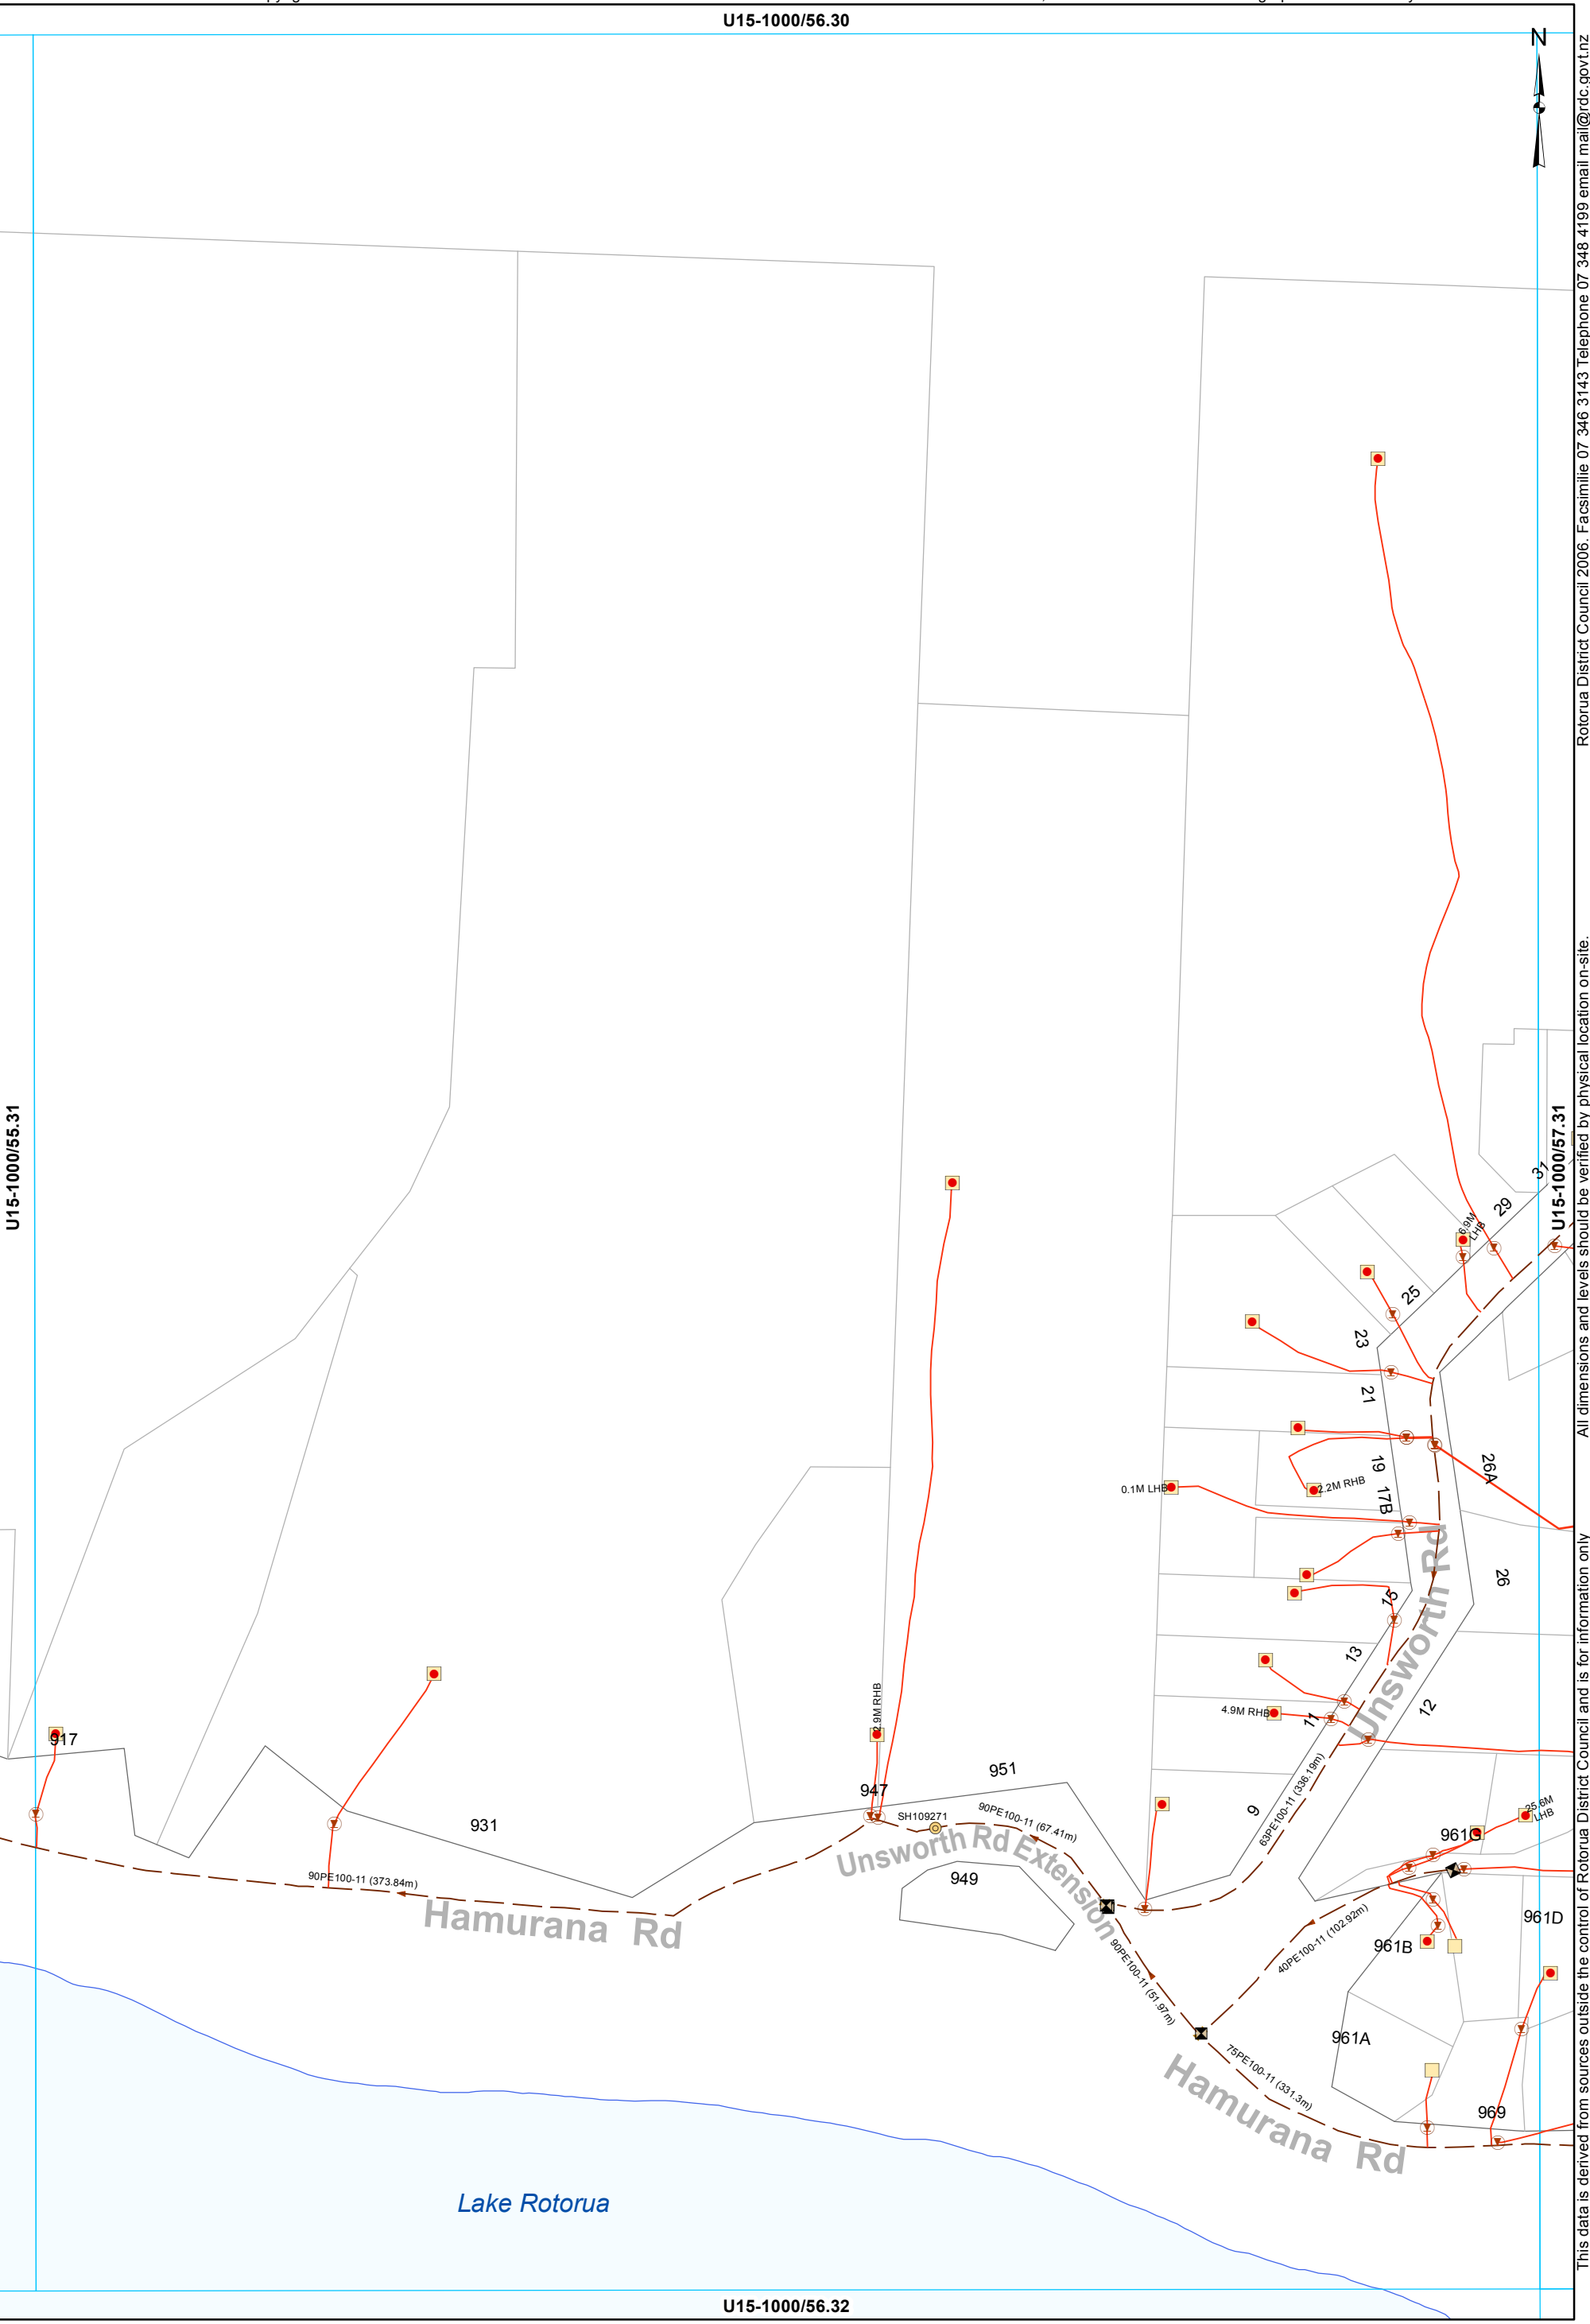 U15-1000/56.30
N
Rotorua District Council 2006. Facsimilie 07 346 3143 Telephone 07 348 4199 email mail@rdc.govt.nz
All dimensions and levels should be verified by physical location on-site.
This data is derived from sources outside the control of Rotorua District Council and is for information only
U15-1000/55.31
U15-1000/57.31
31
29
6.9M
LHB
25
23
21
26A
19
2.2M RHB
0.1M LHB
17B
26
Unsworth Rd
15
13
12
4.9M RHB
11
2.9M RHB
917
947
951
931
SH109271
90PE100-11 (67.41m)
63PE100-11 (336.19m)
9
25.6M
LHB
961G
Unsworth Rd Extension
949
90PE100-11 (373.84m)
Hamurana Rd
961D
961B
40PE100-11 (102.92m)
90PE100-11 (51.97m)
961A
75PE100-11 (331.3m)
Hamurana Rd
969
Lake Rotorua
U15-1000/56.32